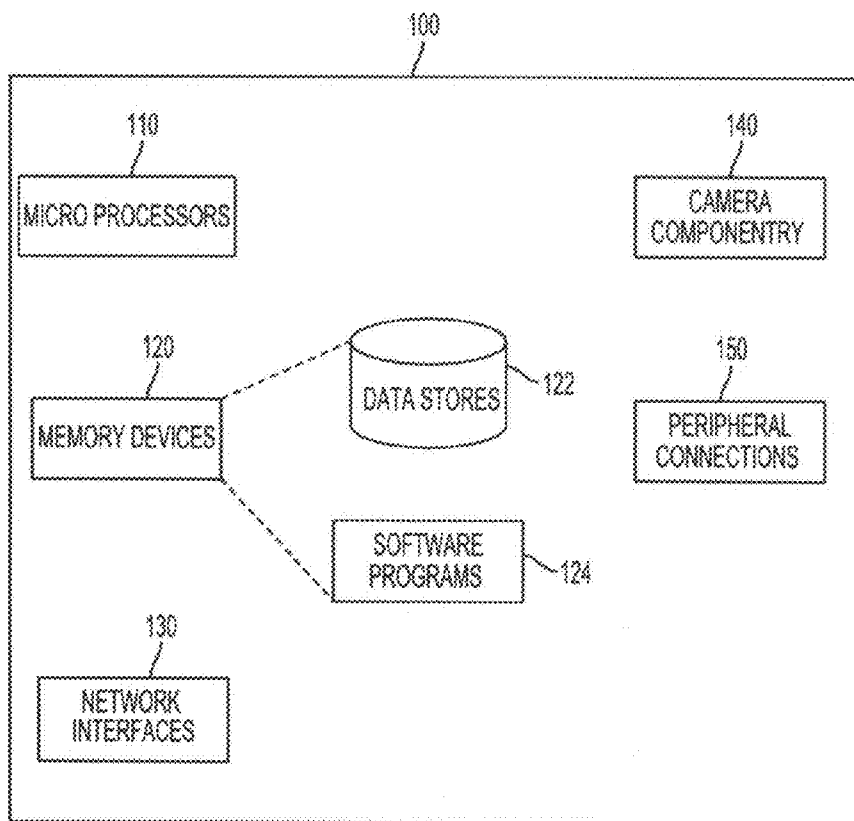 100
110
MICRO PROCESSORS
140
CAMERA
COMPONENTRY
120
MEMORY DEVICES
DATA STORES
122
150
PERIPHERAL
CONNECTIONS
SOFTWARE
PROGRAMS
124
130
NETWORK
INTERFACES